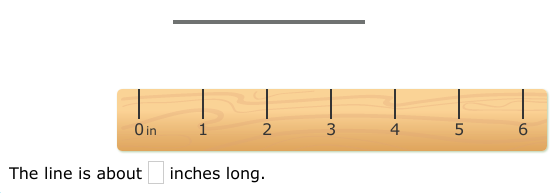 0 in 1 2 3 4 5 6
The line is about inches long.